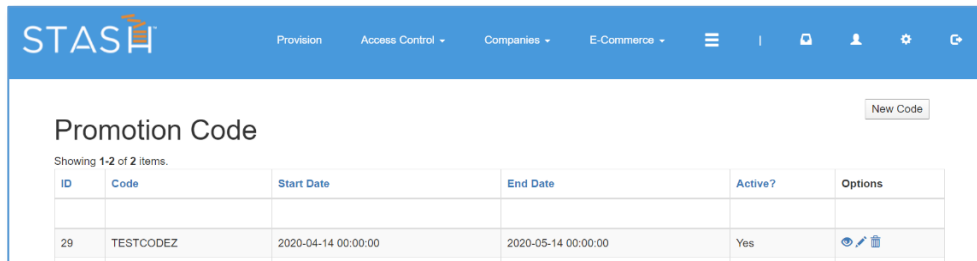 STASH
Provision Access Control Companies E-Commerce |
New Code
Promotion Code
Showing 1-2 of 2 items.
ID Code Start Date End Date Active? Options
29 TESTCODEZ 2020-04-14 00:00:00 2020-05-14 00:00:00 Yes